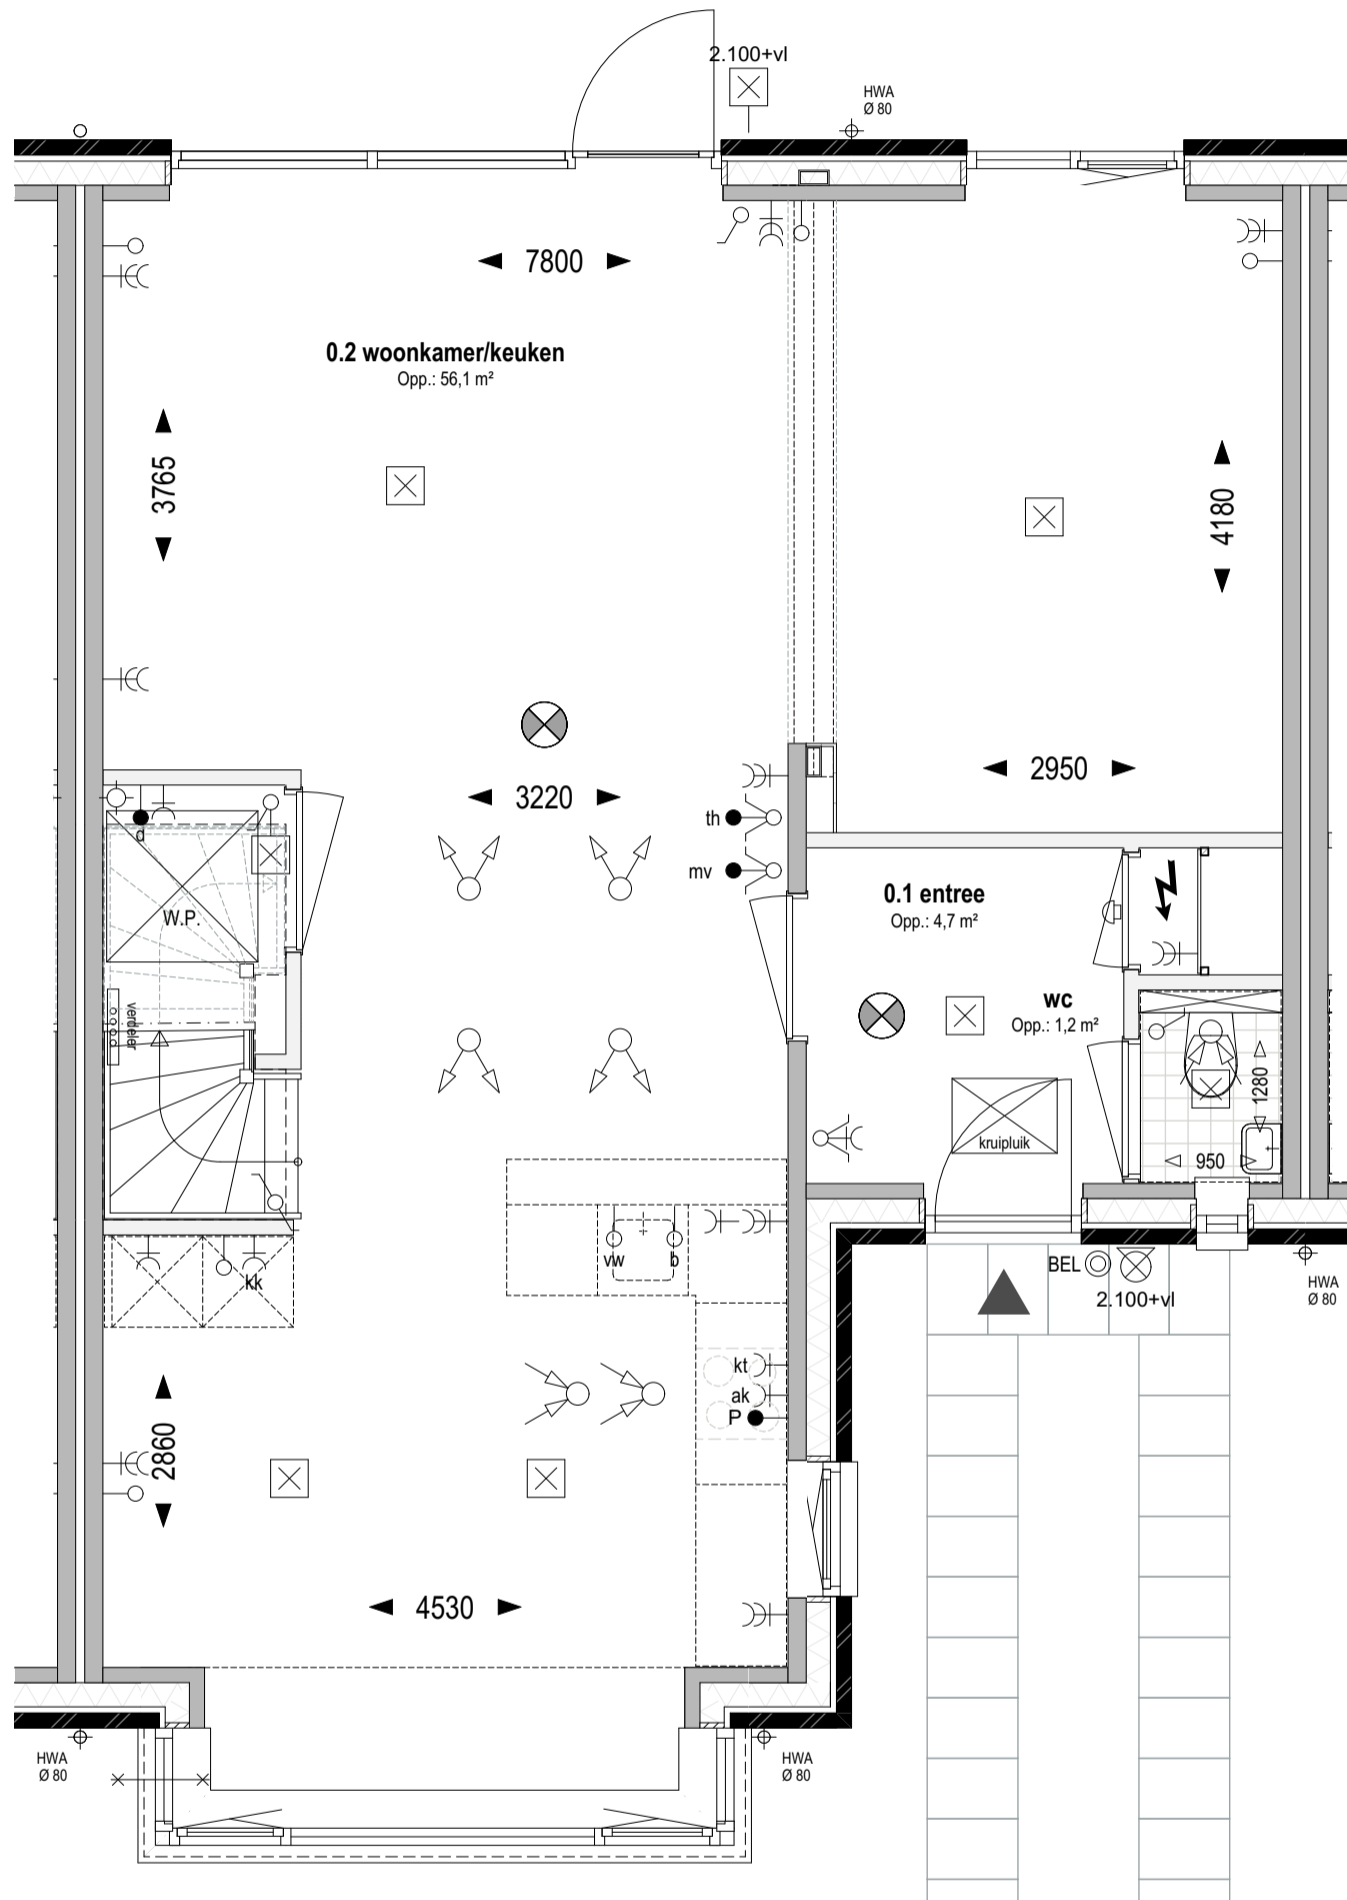 2.100+vl
HWA
Ø 80
7800
0.2 woonkamer/keuken
Opp.: 56,1 m²
3765
4180
2950
3220
th
mv
d
W.P.
verdeler
0.1 entree
Opp.: 4,7 m²
wc
Opp.: 1,2 m²
1280
950
kruipluik
vw
b
kk
BEL
2.100+vl
HWA
Ø 80
kt
ak
P
2860
4530
HWA
Ø 80
HWA
Ø 80